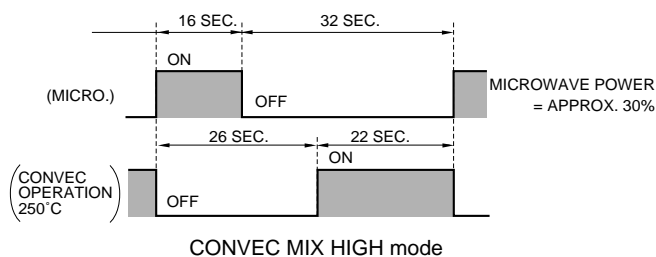 16 SEC. 32 SEC.
ON
(MICRO.)
OFF
MICROWAVE POWER
= APPROX. 30%
26 SEC. 22 SEC.
ON
(CONVEC
OPERATION
250˚C)
OFF
CONVEC MIX HIGH mode